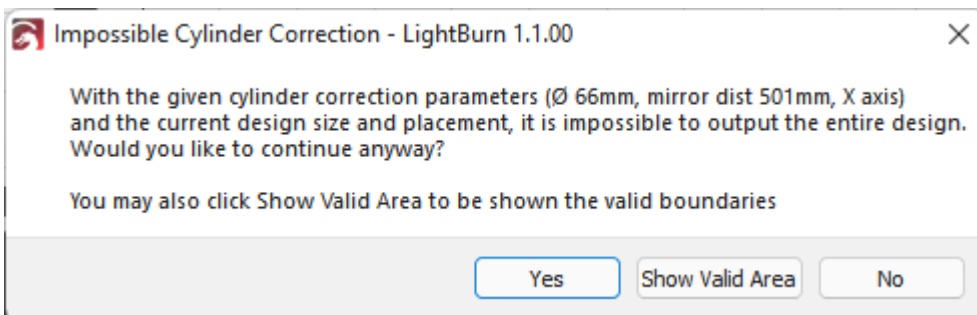 Impossible Cylinder Correction - LightBurn 1.1.00
With the given cylinder correction parameters (Ø 66mm, mirror dist 501mm, X axis)
and the current design size and placement, it is impossible to output the entire design.
Would you like to continue anyway?
You may also click Show Valid Area to be shown the valid boundaries
Yes Show Valid Area No